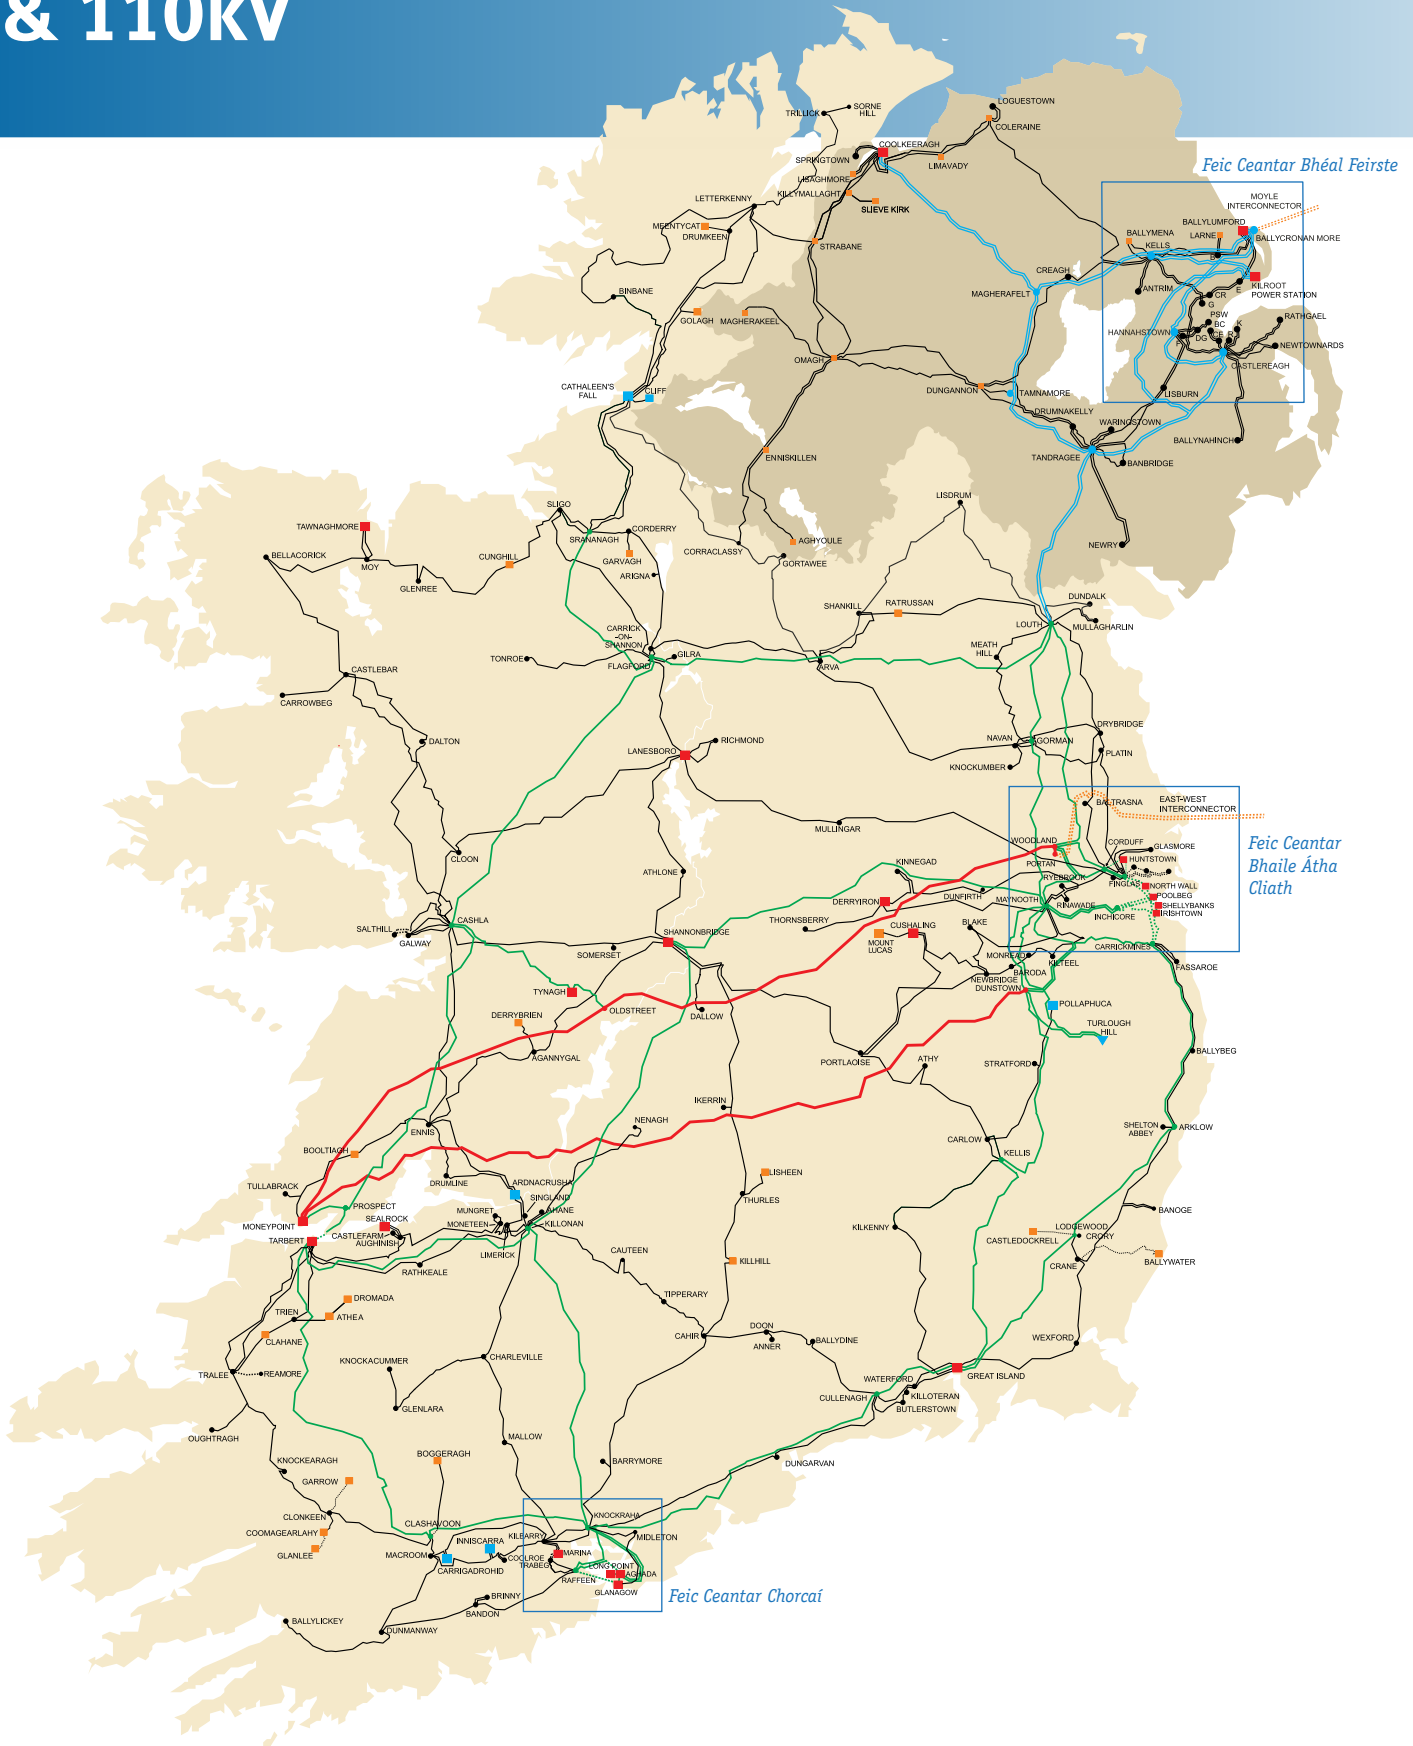 & 110kV
SORNE
HILL
TRILLICK
LOGUESTOWN
COLERAINE
COOLKEERAGH
SPRINGTOWN
LIMAVADY
LISAGHMORE
KILLYMALLAGHT
SLIEVE KIRK
STRABANE
LETTERKENNY
MEENTYCAT
DRUMKEEN
BINBANE
GOLAGH
MAGHERAKEEL
OMAGH
CATHALEEN'S
FALL
CLIFF
ENNISKILLEN
DUNGANNON
TAMNAMORE
MAGHERAFELT
CREAGH
DRUMNAKELLY
WARINGSTOWN
TANDRAGEE
BANBRIDGE
NEWRY
Feic Ceantar Bhéal Feirste
MOYLE
INTERCONNECTOR
BALLYLUMFORD
BALLYMENA
LARNE
BALLYCRONAN MORE
KELLS
B
ANTRIM
E
KILROOT
POWER STATION
CR
G
PSW
BC
K
RATHGAEL
HANNAHSTOWN
DG
NEWTOWNARDS
CASTLEREAGH
LISBURN
BALLYNAHINCH
LISDRUM
SLIGO
SRANANAGH
CORDERRY
GARVAGH
ARIGNA
CORRACLASSY
AGHYOULE
GORTAWEE
TAWNAGHMORE
BELLACORICK
MOY
GLENREE
CUNGHILL
SHANKILL
RATRUSSAN
DUNDALK
LOUTH
MULLAGHARLIN
MEATH
HILL
CARRICK
-ON-
SHANNON
TONROE
FLAGFORD
GILRA
ARVA
CASTLEBAR
CARROWBEG
DALTON
LANESBORO
RICHMOND
NAVAN
GORMAN
DRYBRIDGE
PLATIN
KNOCKUMBER
MULLINGAR
CLOON
ATHLONE
BALTRASNA
EAST-WEST
INTERCONNECTOR
WOODLAND
PORTAN
CORDUFF
GLASMORE
HUNTSTOWN
FINGLAS
RYEBROOK
NORTH WALL
POOLBEG
SHELLYBANKS
IRISHTOWN
MAYNOOTH
RINAWADE
INCHICORE
CARRICKMINES
Feic Ceantar
Bhaile Átha
Cliath
KINNEGAD
DERRYIRON
DUNFIRTH
THORNSBERRY
MOUNT
LUCAS
CUSHALING
BLAKE
MONREAD
KILTEEL
BARODA
NEWBRIDGE
DUNSTOWN
FASSAROE
POLLAPHUCA
TURLOUGH
HILL
CASHLA
SALTHILL
GALWAY
SHANNONBRIDGE
SOMERSET
TYNAGH
OLDSTREET
DERRYBRIEN
AGANNYGAL
DALLOW
PORTLAOISE
ATHY
STRATFORD
BALLYBEG
IKERRIN
NENAGH
CARLOW
KELLIS
SHELTON
ABBEY
ARKLOW
ENNIS
BOOLTIAGH
TULLABRACK
DRUMLINE
ARDNACRUSHA
SINGLAND
AHANE
LISHEEN
THURLES
PROSPECT
MONEYPOINT
SEALROCK
TARBERT
CASTLEFARM
AUGHINISH
MUNGRET
MONETEEN
KILLONAN
LIMERICK
RATHKEALE
KILKENNY
BANOGE
LODGEWOOD
CASTLEDOCKRELL
CRORY
CRANE
BALLYWATER
CAUTEEN
KILLHILL
TIPPERARY
DROMADA
TRIEN
ATHEA
CLAHANE
CAHIR
DOON
ANNER
BALLYDINE
WEXFORD
TRALEE
REAMORE
KNOCKACUMMER
CHARLEVILLE
GLENLARA
WATERFORD
GREAT ISLAND
CULLENAGH
KILLOTERAN
BUTLERSTOWN
OUGHTRAGH
MALLOW
BOGGERAGH
BARRYMORE
DUNGARVAN
KNOCKEARAGH
GARROW
CLONKEEN
COOMAGEARLAHY
GLANLEE
CLASHAVOON
KNOCKRAHA
KILBARRY
MIDLETON
INNISCARRA
MACROOM
COOLROE
CARRIGADROHID
MARINA
TRABEG
LONG POINT
AGHADA
RAFFEEN
GLANAGOW
BRINNY
BANDON
Feic Ceantar Chorcaí
BALLYLICKEY
DUNMANWAY